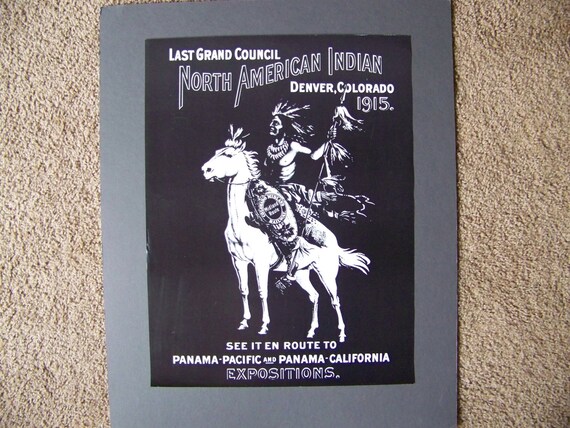 LAST GRAND COUNCIL
NORTH AMERICAN INDIAN
DENVER, COLORADO
1915.
SEE IT EN ROUTE TO
PANAMA-PACIFIC AND PANAMA-CALIFORNIA
EXPOSITIONS.